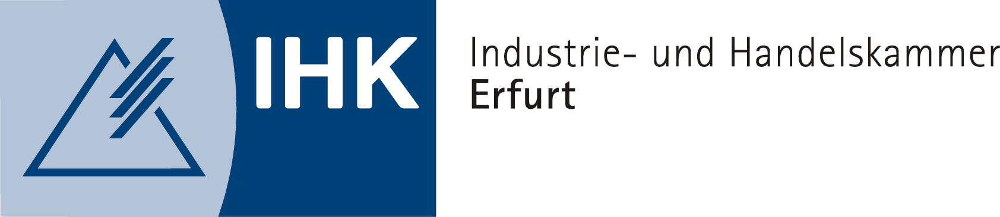 IHK
Industrie- und Handelskammer
Erfurt